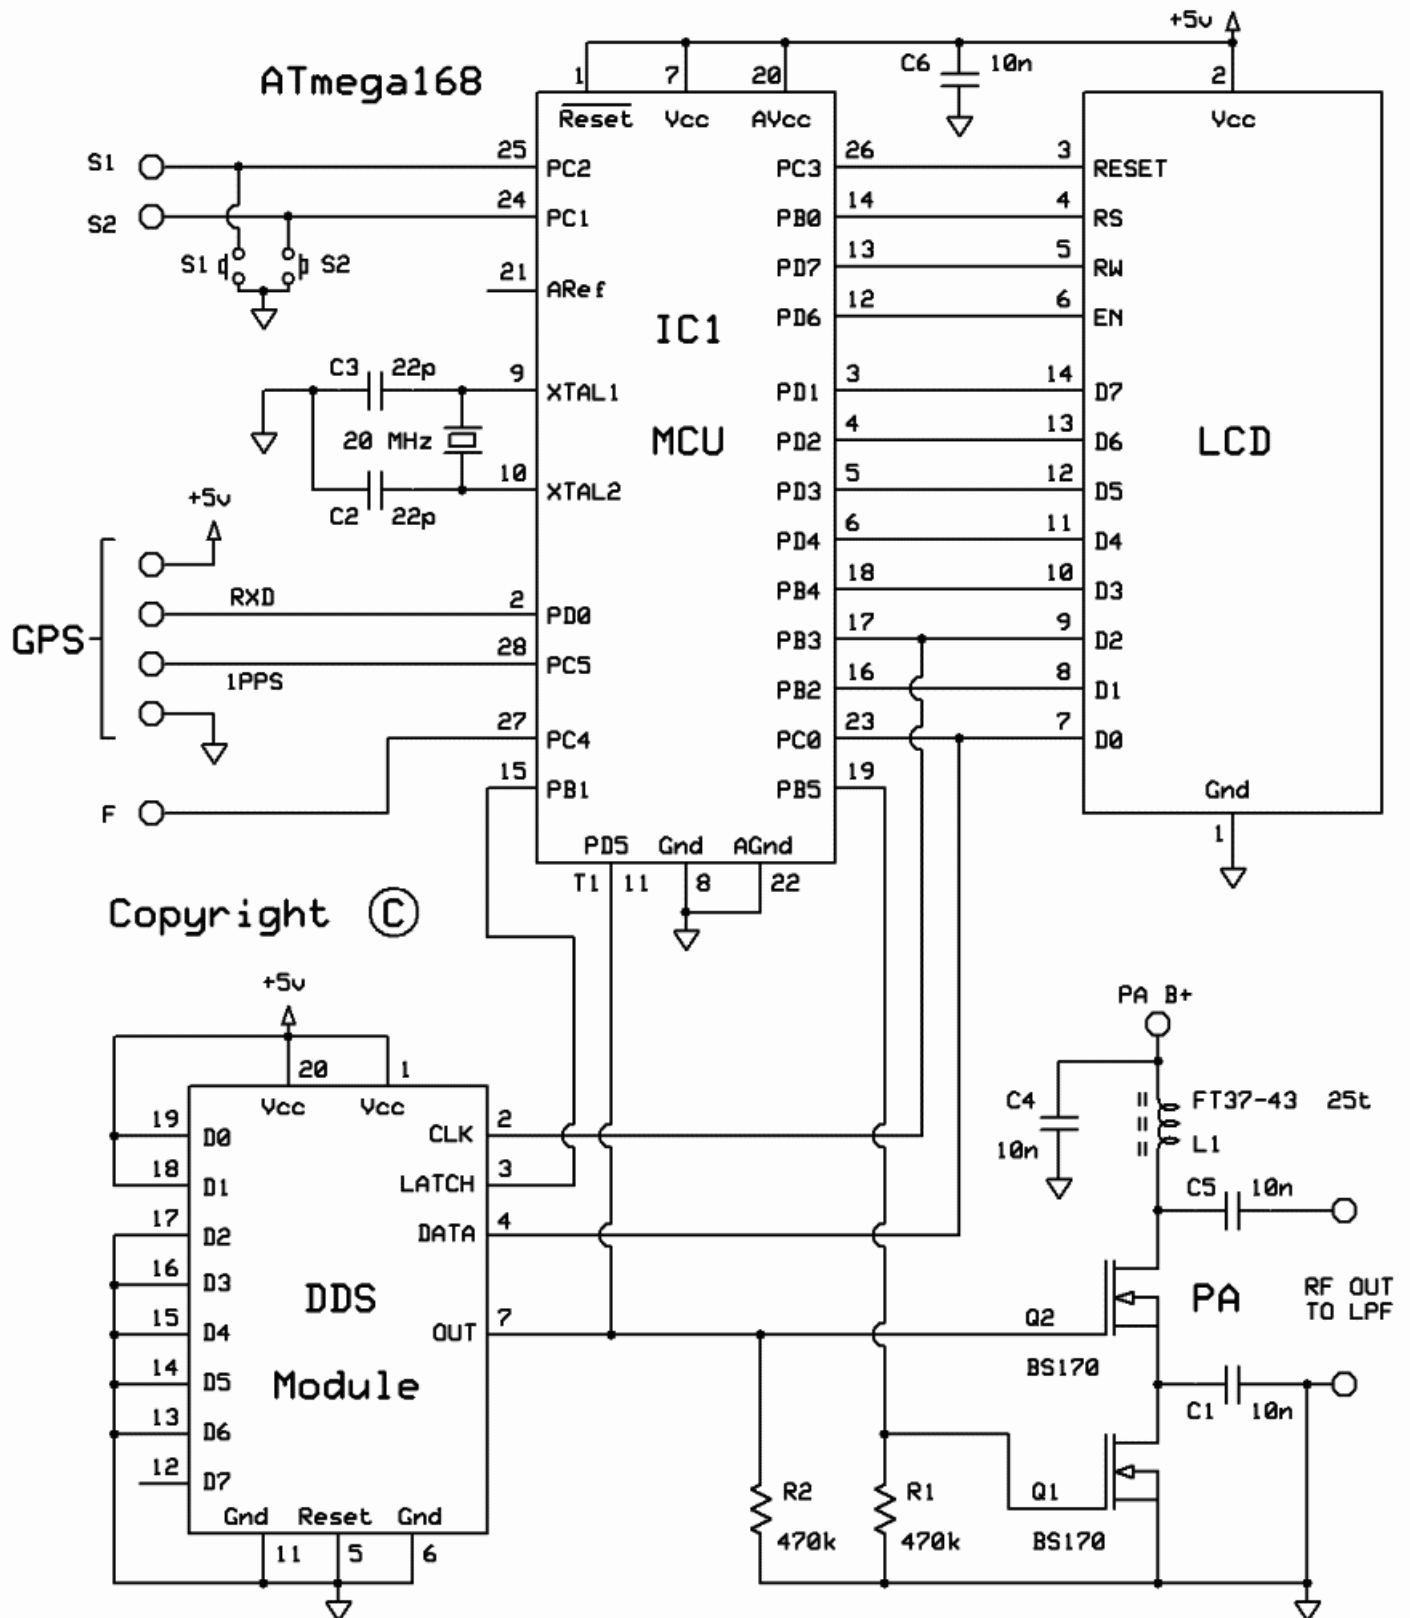 +5v
ATmega168
1
7
20
C6
10n
2
Reset
Vcc
AVcc
Vcc
S1
25
PC2
PC3
26
3
RESET
S2
24
PC1
PB0
14
4
RS
S1
S2
PD7
13
5
RW
21
ARef
PD6
12
6
EN
IC1
C3
22p
9
XTAL1
PD1
3
14
D7
20 MHz
MCU
PD2
4
13
D6
LCD
10
XTAL2
PD3
5
12
D5
C2
22p
+5v
PD4
6
11
D4
PB4
18
10
D3
GPS
RXD
2
PD0
PB3
17
9
D2
1PPS
28
PC5
PB2
16
8
D1
27
PC4
PC0
23
7
D0
F
15
PB1
PB5
19
Gnd
1
PD5
Gnd
AGnd
T1
11
8
22
Copyright ©
+5v
20
1
Vcc
Vcc
19
D0
CLK
2
18
D1
LATCH
3
17
D2
DATA
4
16
D3
DDS
15
D4
OUT
7
14
D5
Module
13
D6
12
D7
Gnd
Reset
Gnd
11
5
6
PA B+
C4
10n
FT37-43 25t
L1
C5
10n
Q2
BS170
PA
RF OUT
TO LPF
C1
10n
R2
470k
R1
470k
Q1
BS170